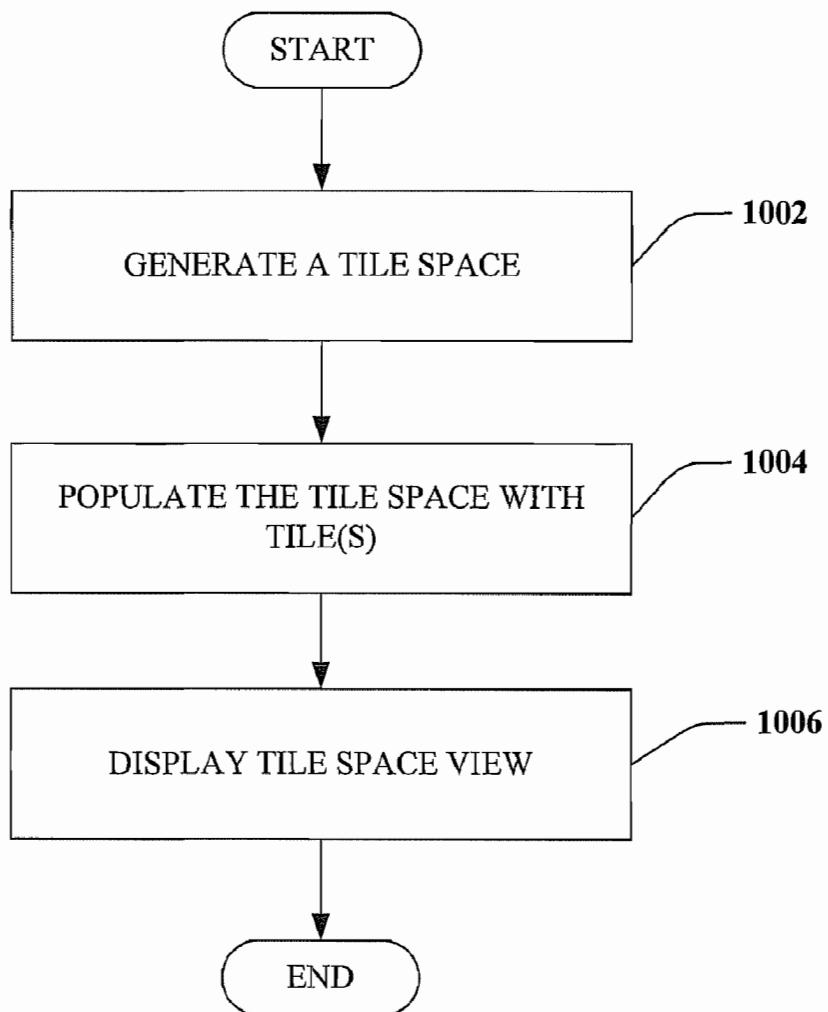 START
GENERATE A TILE SPACE
1002
POPULATE THE TILE SPACE WITH
TILE(S)
1004
DISPLAY TILE SPACE VIEW
1006
END